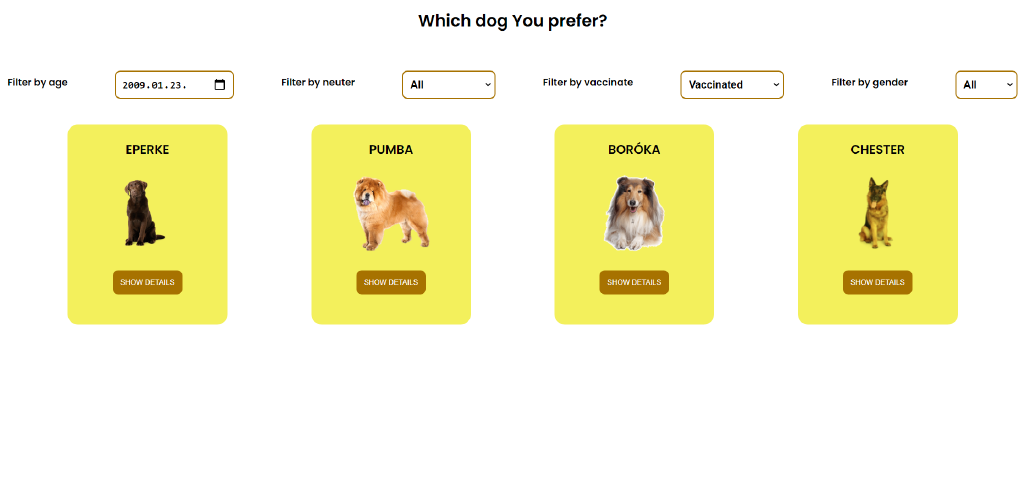 Which dog You prefer?
Filter by age 2009.01.23. Filter by neuter All Filter by vaccinate Vaccinated Filter by gender All
EPERKE PUMBA BORÓKA CHESTER
SHOW DETAILS SHOW DETAILS SHOW DETAILS SHOW DETAILS